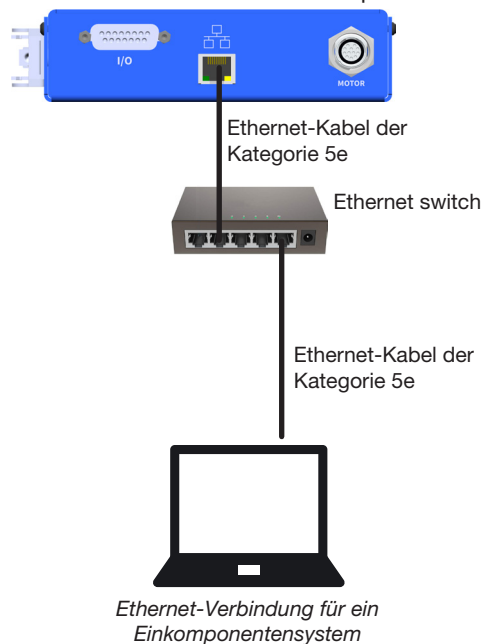 I/O
MOTOR
Ethernet-Kabel der
Kategorie 5e
Ethernet switch
Ethernet-Kabel der
Kategorie 5e
Ethernet-Verbindung für ein
Einkomponentensystem